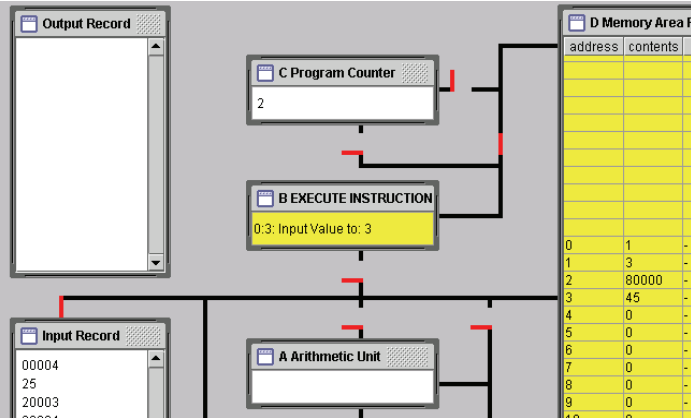 Output Record
D Memory Area
address contents
C Program Counter
2
B EXECUTE INSTRUCTION
0:3: Input Value to: 3
0 1 -
1 3 -
2 80000 -
3 45 -
4 0 -
5 0 -
6 0 -
7 0 -
8 0 -
9 0 -
Input Record
00004
25
20003
A Arithmetic Unit